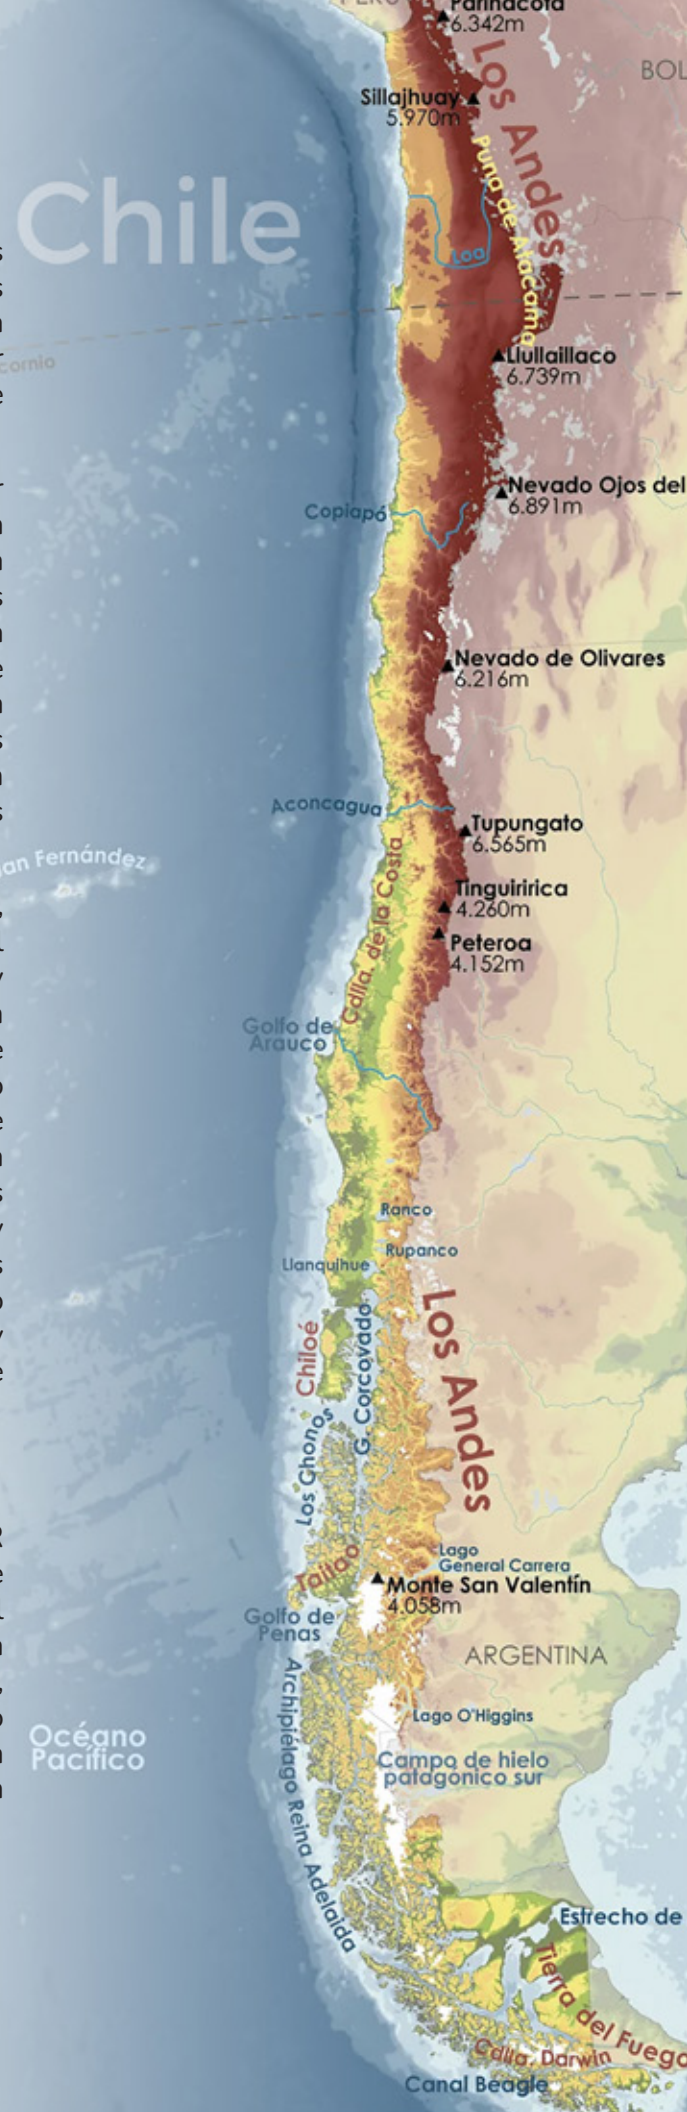 PERÚ
Parinacota
6.342m
BOL
Los Andes
Sillajhuay
5.970m
Puna de Atacama
Chile
Loa
cornio
Llullaillaco
6.739m
Nevado Ojos del
6.891m
Copiapó
Nevado de Olivares
6.216m
Aconcagua
Tupungato
6.565m
an Fernández
Cdlla. de la Costa
Tinguiririca
4.260m
Peteroa
4.152m
Golfo de
Arauco
Ranco
Rupanco
Llanquihue
Los Andes
Chiloé
G. Corcovado
Los Chonos
Lago
General Carrera
Taitao
Monte San Valentín
4.058m
Golfo de
Penas
ARGENTINA
Archipiélago Reina Adelaida
Lago O'Higgins
Océano
Pacífico
Campo de hielo
patagónico sur
Estrecho de
Tierra del Fuego
Cdlla. Darwin
Canal Beagle